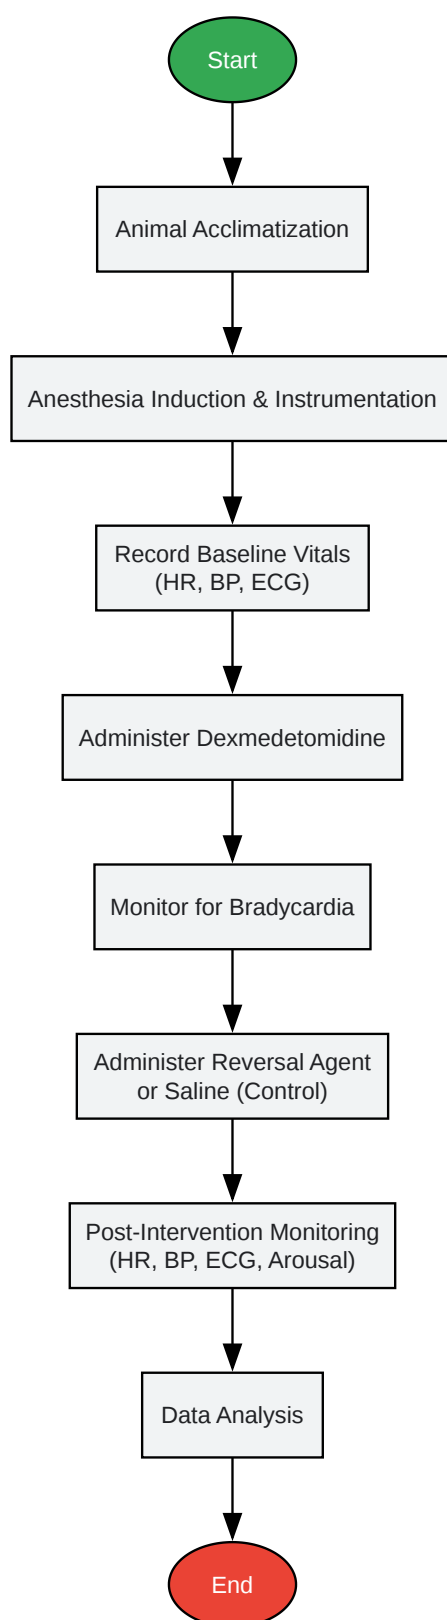 Start
Animal Acclimatization
Anesthesia Induction & Instrumentation
Record Baseline Vitals
(HR, BP, ECG)
Administer Dexmedetomidine
Monitor for Bradycardia
Administer Reversal Agent
or Saline (Control)
Post-Intervention Monitoring
(HR, BP, ECG, Arousal)
Data Analysis
End